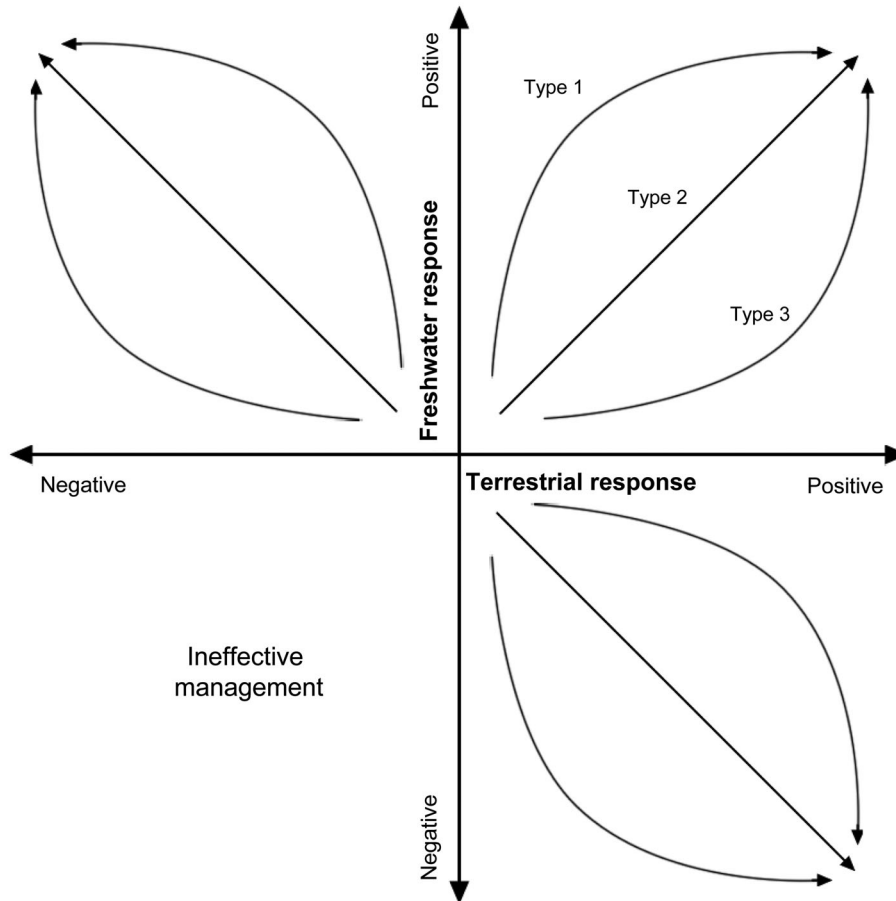 Positive
Type 1
Type 2
Type 3
Freshwater response
Negative
Terrestrial response
Positive
Ineffective
management
Negative